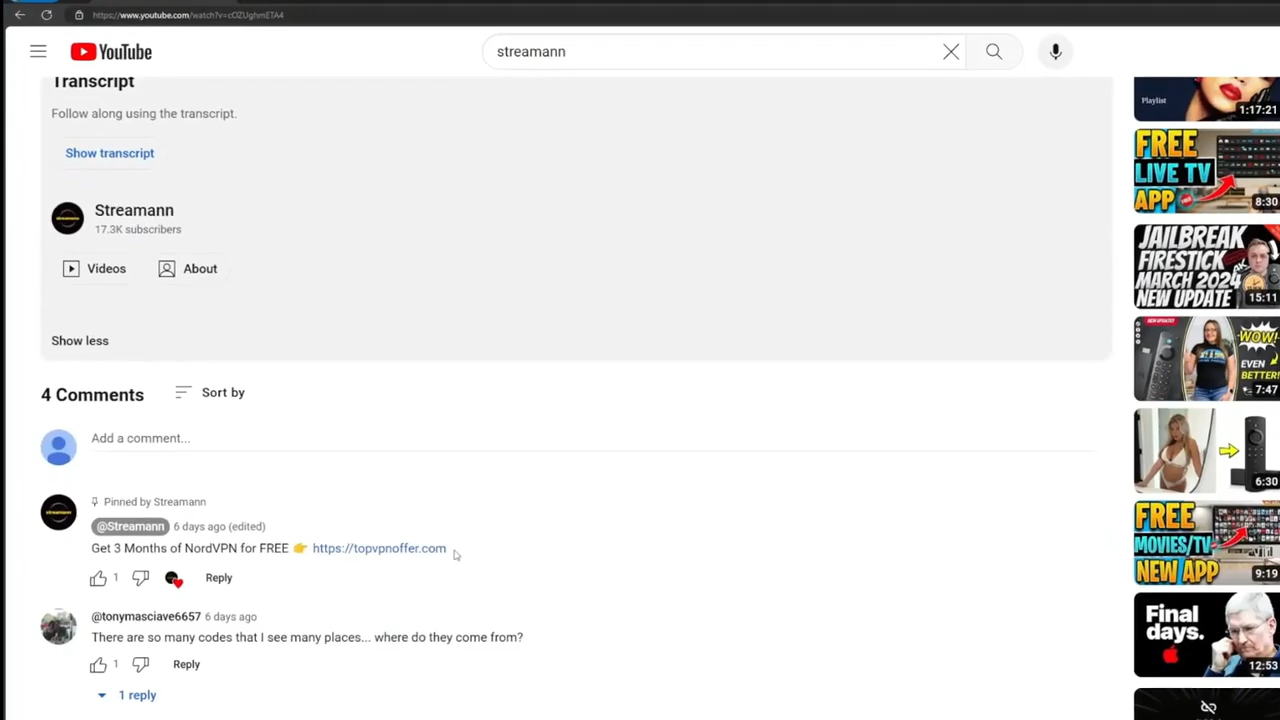 https://www.youtube.com/watch?v=cOZUghmETA4
YouTube
streamann
Transcript
Follow along using the transcript.
Show transcript
Streamann
17.3K subscribers
Videos
About
Show less
4 Comments
Sort by
Add a comment...
Pinned by Streamann
@Streamann 6 days ago (edited)
Get 3 Months of NordVPN for FREE 👉 https://topvpnoffer.com
1
Reply
@tonymasciave6657 6 days ago
There are so many codes that I see many places... where do they come from?
1
Reply
1 reply
Playlist
1:17:21
FREE
LIVE TV
APP
8:30
JAILBREAK
FIRESTICK
MARCH 2024
NEW UPDATE
15:11
NEW UPDATE!
WOW!
EVEN
BETTER!
7:47
6:30
FREE
MOVIES/TV
NEW APP
9:19
Final
days.
12:53